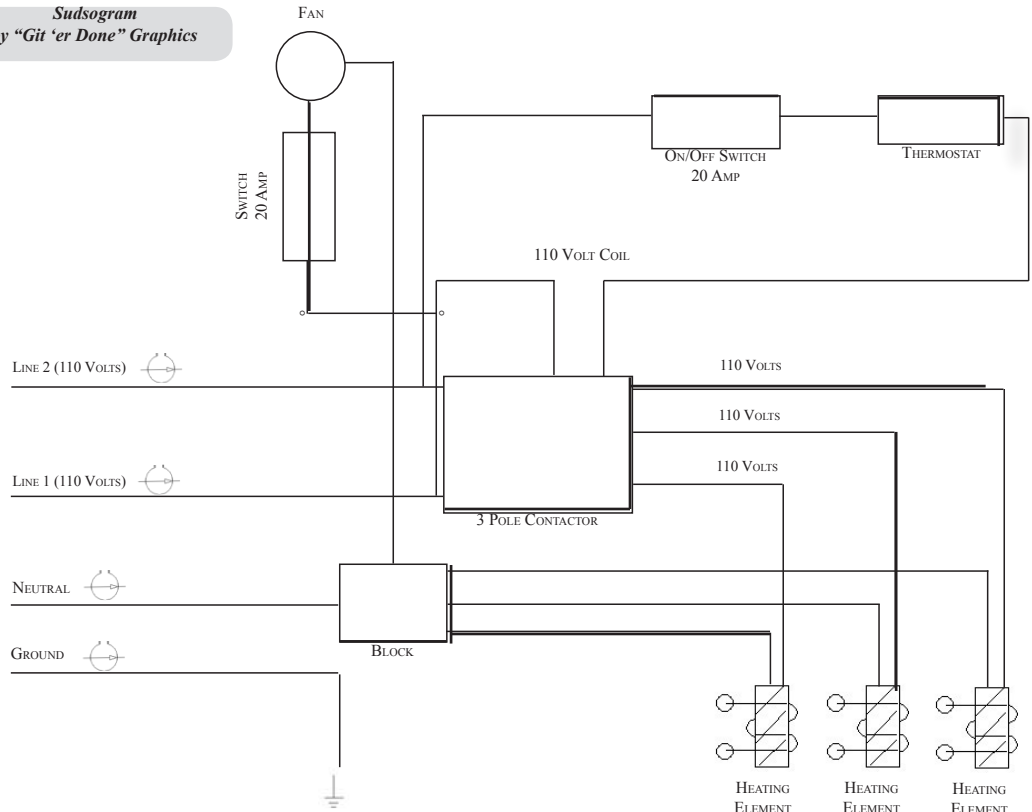 Sudsogram
y “Git ‘er Done” Graphics
Fan
Switch
20 Amp
On/Off Switch
20 Amp
Thermostat
110 Volt Coil
Line 2 (110 Volts)
110 Volts
110 Volts
Line 1 (110 Volts)
110 Volts
3 Pole Contactor
Neutral
Block
Ground
Heating
Element
Heating
Element
Heating
Element